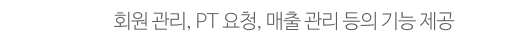 회원 관리, PT 요청, 매출 관리 등의 기능 제공